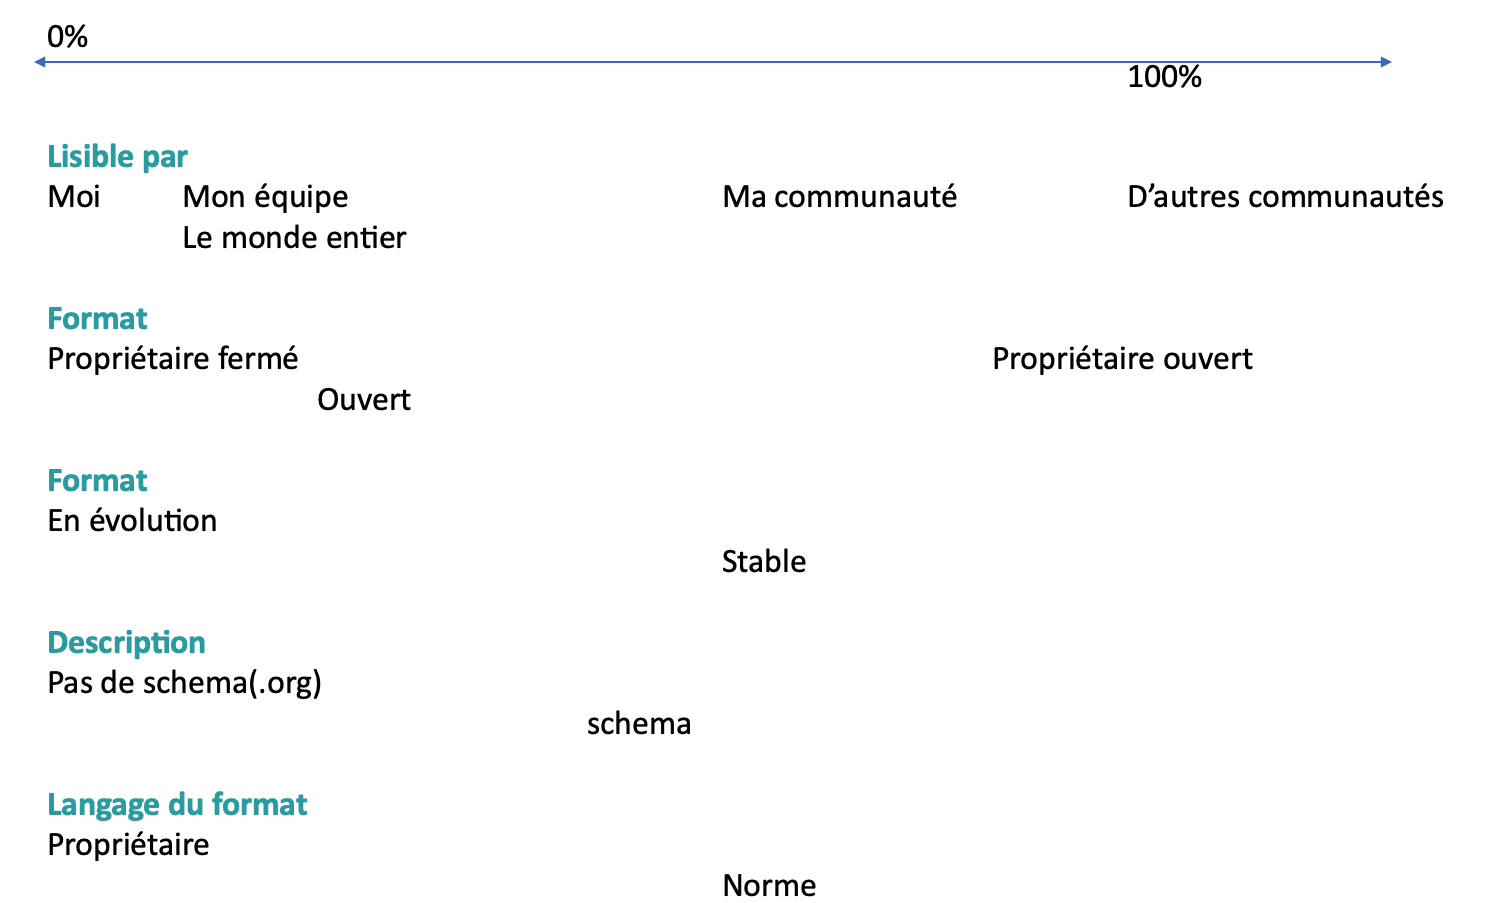 0%
100%
Lisible par
Moi Mon équipe Ma communauté D’autres communautés
Le monde entier
Format
Propriétaire fermé Propriétaire ouvert
Ouvert
Format
En évolution
Stable
Description
Pas de schema(.org)
schema
Langage du format
Propriétaire
Norme